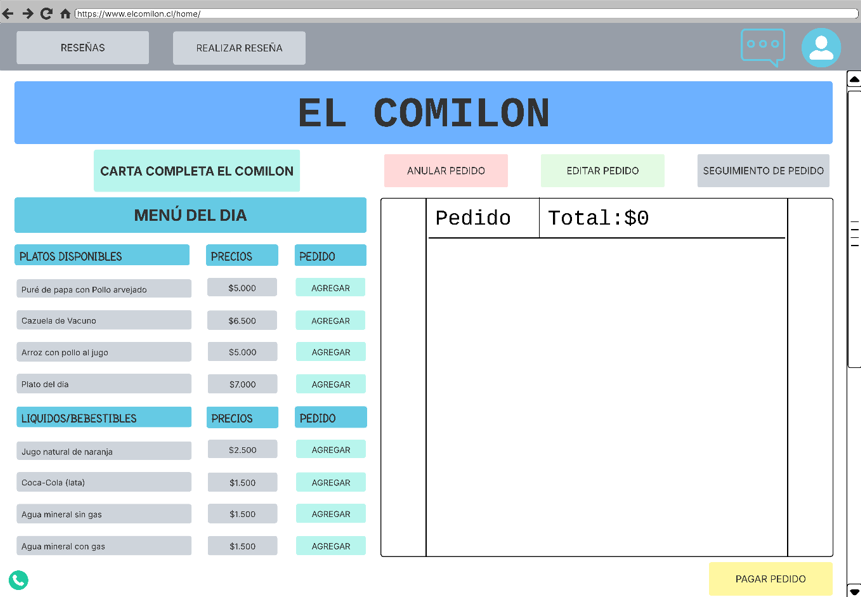 https://www.elcomilon.cl/home/
RESEÑAS
REALIZAR RESEÑA
EL COMILON
CARTA COMPLETA EL COMILON
ANULAR PEDIDO
EDITAR PEDIDO
SEGUIMIENTO DE PEDIDO
MENÚ DEL DIA
PLATOS DISPONIBLES PRECIOS PEDIDO
Puré de papa con Pollo arvejado $5.000 AGREGAR
Cazuela de Vacuno $6.500 AGREGAR
Arroz con pollo al jugo $5.000 AGREGAR
Plato del día $7.000 AGREGAR
LIQUIDOS/BEBESTIBLES PRECIOS PEDIDO
Jugo natural de naranja $2.500 AGREGAR
Coca-Cola (lata) $1.500 AGREGAR
Agua mineral sin gas $1.500 AGREGAR
Agua mineral con gas $1.500 AGREGAR
Pedido Total:$0
PAGAR PEDIDO